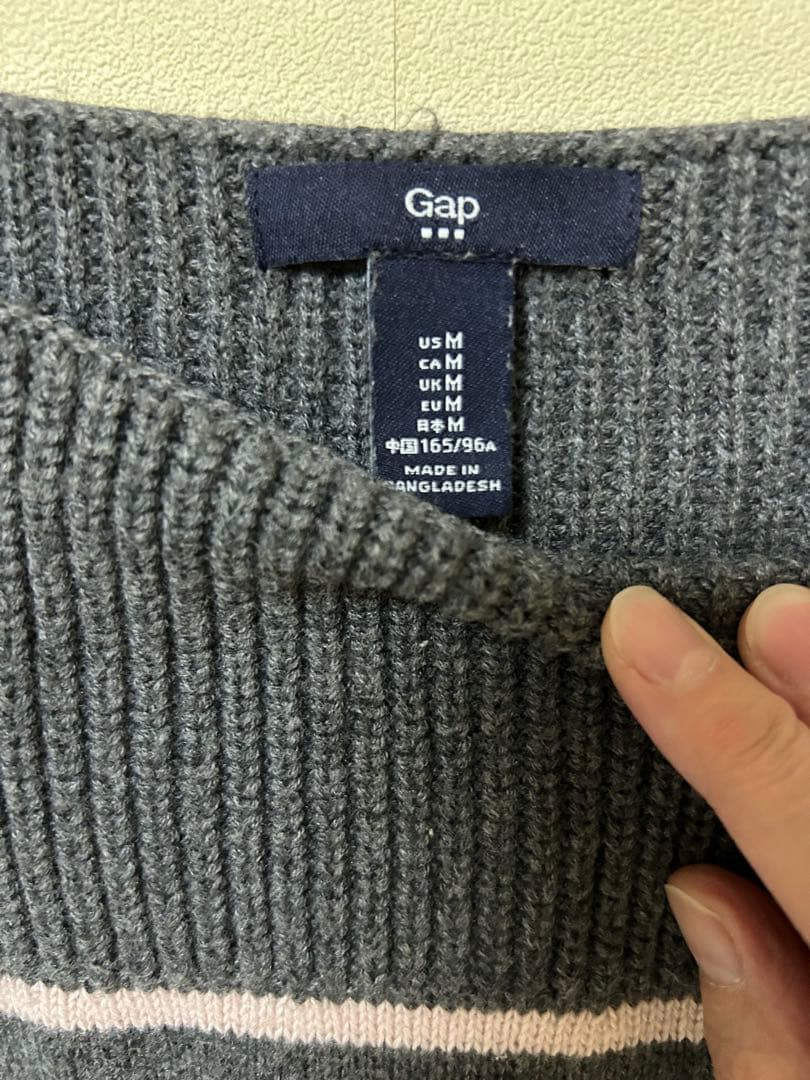 Gap
US M
CA M
UK M
EU M
日本 M
中国 165/96A
MADE IN
BANGLADESH